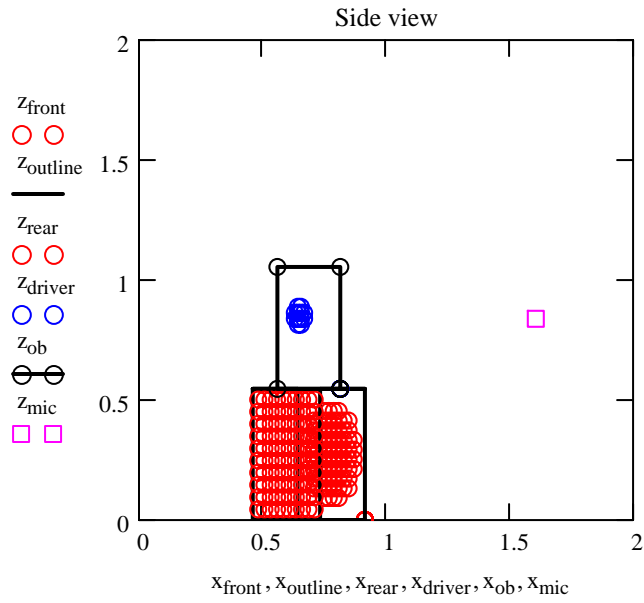 Side view
z_front
z_outline
z_rear
z_driver
z_ob
z_mic
2
1.5
1
0.5
0
0 0.5 1 1.5 2
x_front , x_outline , x_rear , x_driver , x_ob , x_mic